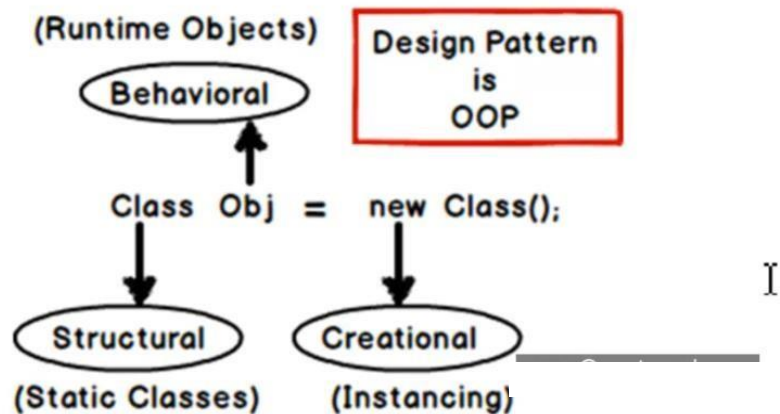 (Runtime Objects)
Behavioral
Design Pattern
is
OOP
Class Obj = new Class();
Structural
Creational
(Static Classes)
(Instancing)